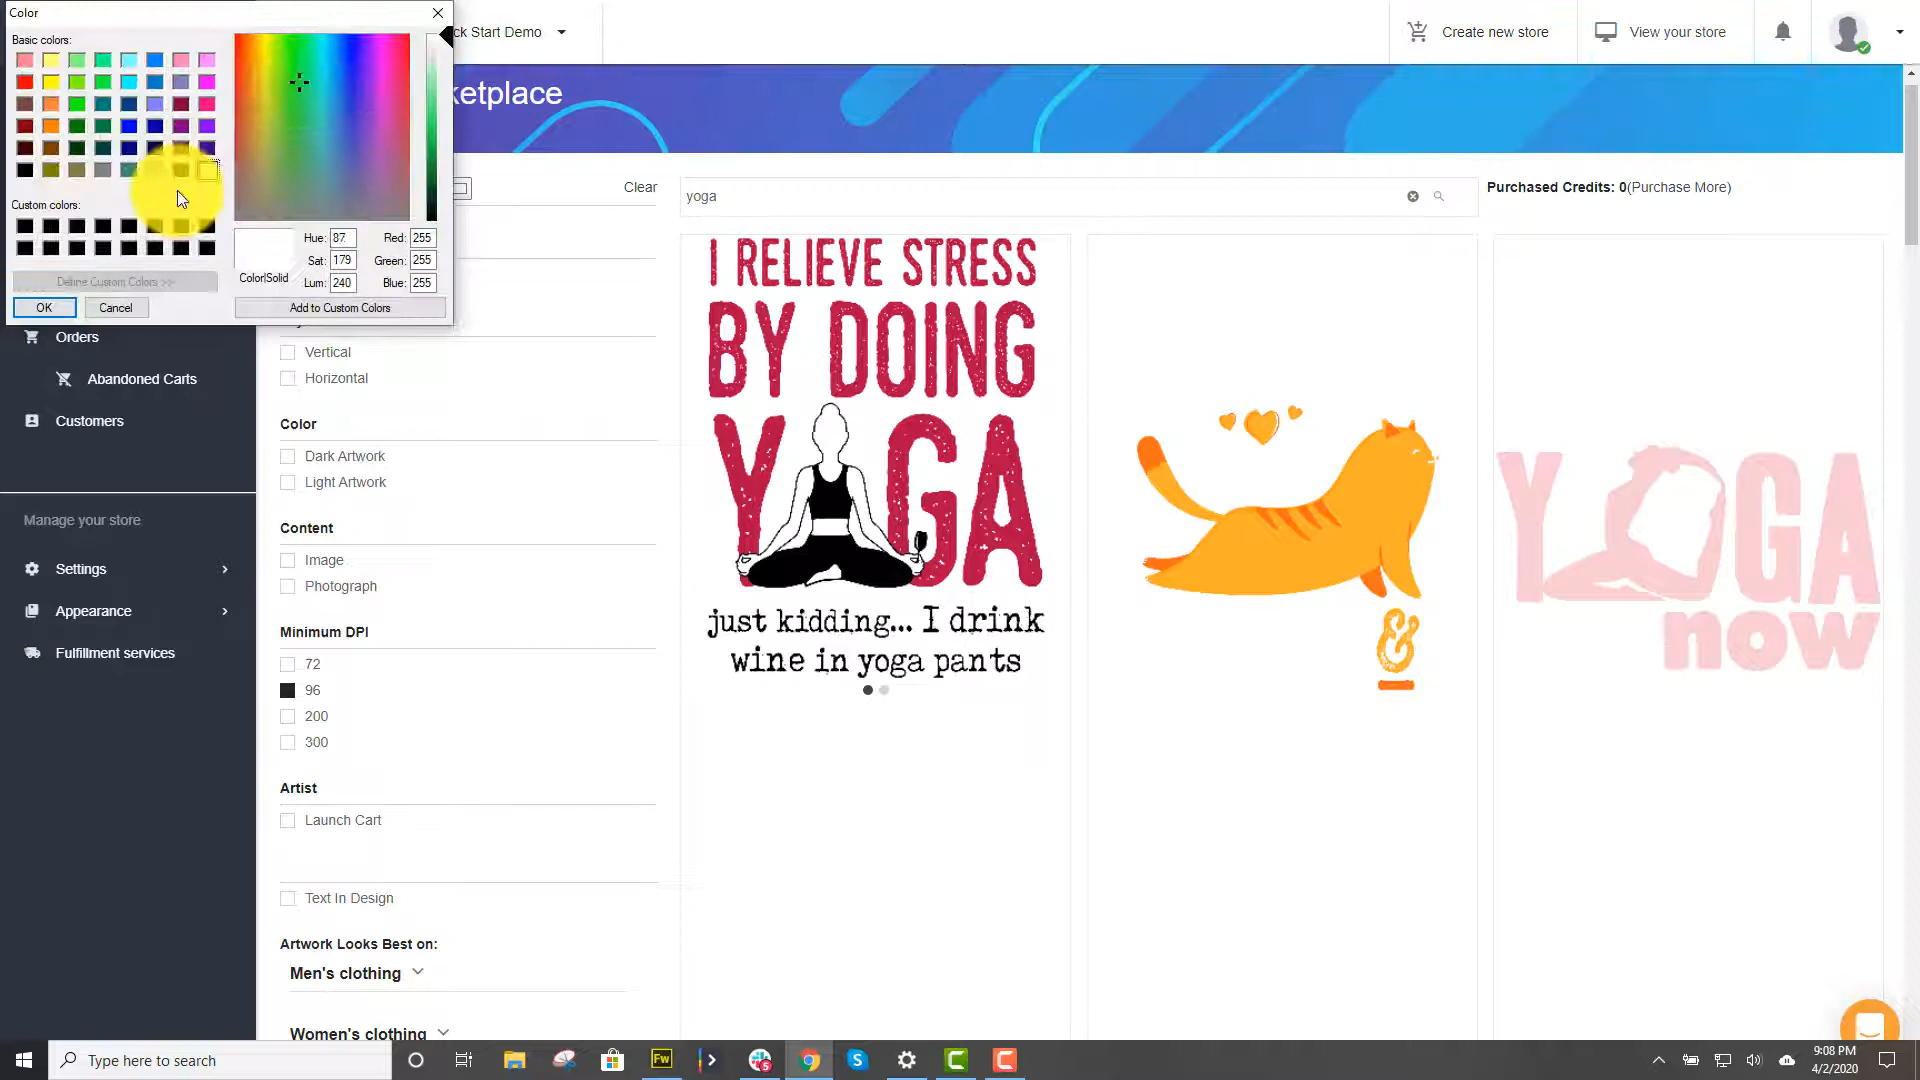 Color
Basic colors:
Custom colors:
Define Custom Colors >>
OK
Cancel
Color|Solid
Hue: 87
Sat: 179
Lum: 240
Red: 255
Green: 255
Blue: 255
Add to Custom Colors
ck Start Demo
Create new store
View your store
ketplace
Clear
yoga
Purchased Credits: 0(Purchase More)
Orders
Abandoned Carts
Customers
Manage your store
Settings
Appearance
Fulfillment services
Vertical
Horizontal
Color
Dark Artwork
Light Artwork
Content
Image
Photograph
Minimum DPI
72
96
200
300
Artist
Launch Cart
Text In Design
Artwork Looks Best on:
Men's clothing
Women's clothing
I RELIEVE STRESS
BY DOING
YOGA
just kidding... I drink
wine in yoga pants
&
YOGA
now
Type here to search
Fw
5
S
9:08 PM
4/2/2020